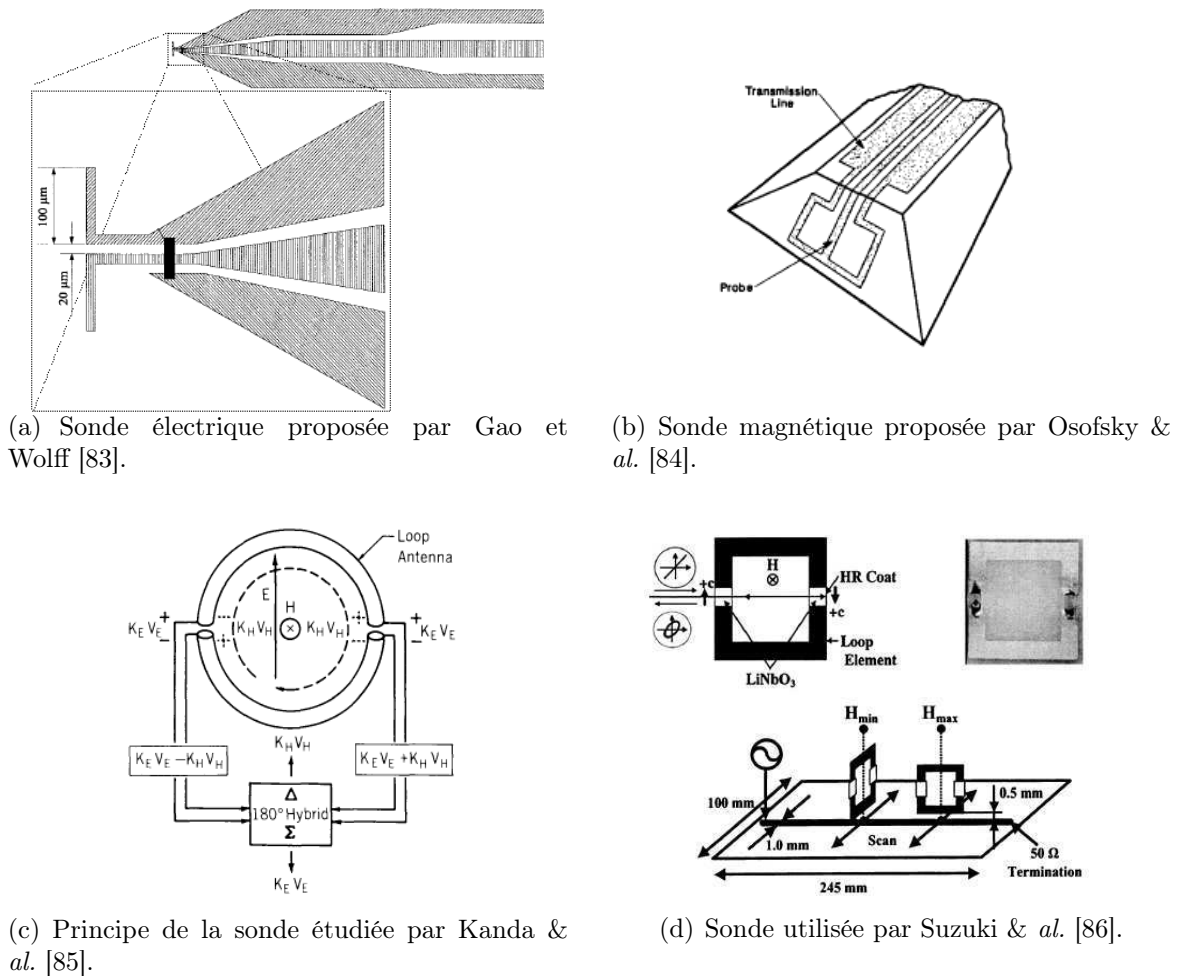 100 µm
20 µm
Transmission
Line
Probe
(a) Sonde électrique proposée par Gao et
Wolff [83].
(b) Sonde magnétique proposée par Osofsky &
al. [84].
Loop
Antenna
E
H
K_H V_H
K_H V_H
+
K_E V_E
−
+
K_E V_E
−
K_E V_E − K_H V_H
K_H V_H
K_E V_E + K_H V_H
Δ
180° Hybrid
Σ
K_E V_E
H
⊗
+c
HR Coat
+c
Loop
Element
LiNbO3
Hmin
Hmax
100 mm
0.5 mm
1.0 mm
Scan
50 Ω
Termination
245 mm
(c) Principe de la sonde étudiée par Kanda &
al. [85].
(d) Sonde utilisée par Suzuki & al. [86].